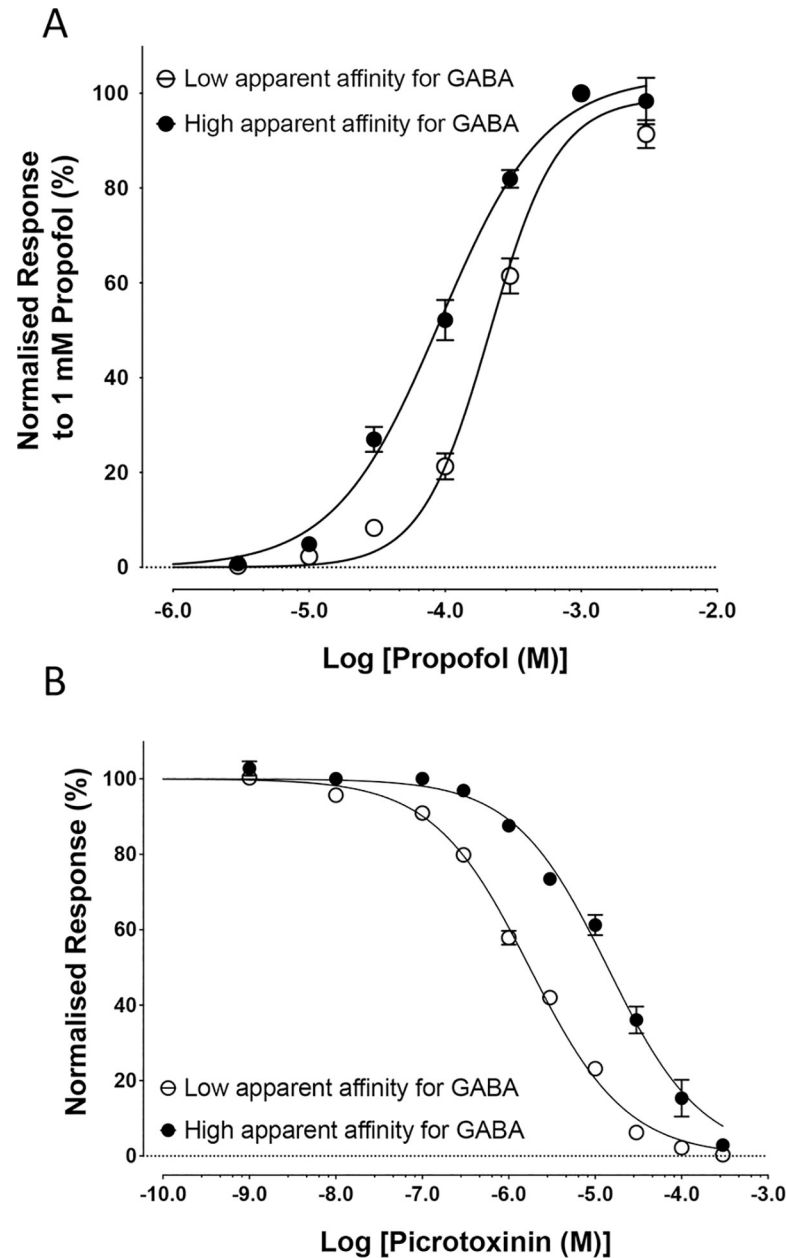 A
Low apparent affinity for GABA
High apparent affinity for GABA
Normalised Response
to 1 mM Propofol (%)
100
80
60
40
20
0
-6.0 -5.0 -4.0 -3.0 -2.0
Log [Propofol (M)]
B
Normalised Response (%)
100
80
60
40
20
0
Low apparent affinity for GABA
High apparent affinity for GABA
-10.0 -9.0 -8.0 -7.0 -6.0 -5.0 -4.0 -3.0
Log [Picrotoxinin (M)]